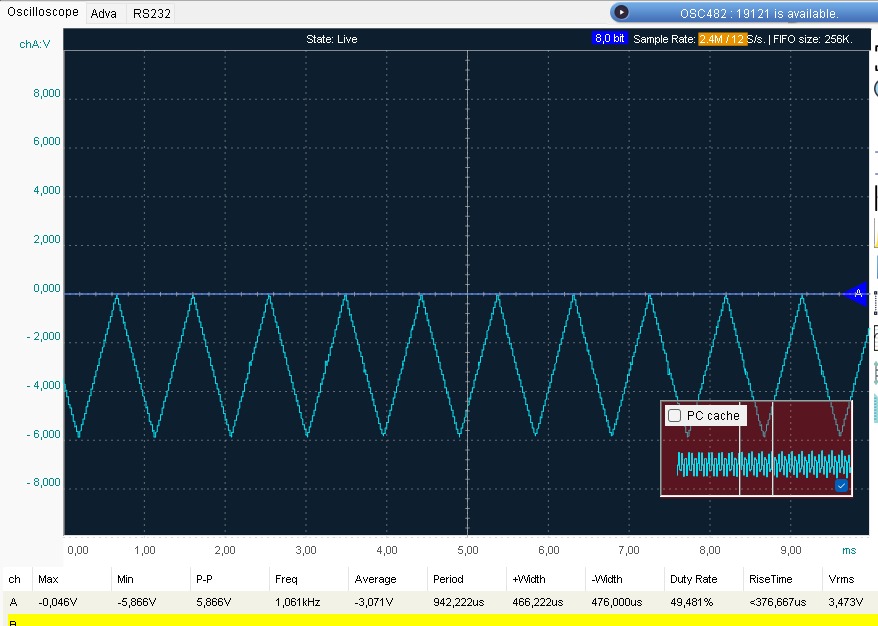 Oscilloscope Adva RS232 OSC482 : 19121 is available.
chA:V State: Live 8,0 bit Sample Rate: 2.4M / 12 S/s. | FIFO size: 256K.
8,000
6,000
4,000
2,000
0,000 A
- 2,000
- 4,000
PC cache
- 6,000
- 8,000
0,00 1,00 2,00 3,00 4,00 5,00 6,00 7,00 8,00 9,00 ms
ch Max Min P-P Freq Average Period +Width -Width Duty Rate RiseTime Vrms
A -0,046V -5,866V 5,866V 1,061kHz -3,071V 942,222us 466,222us 476,000us 49,481% <376,667us 3,473V
B